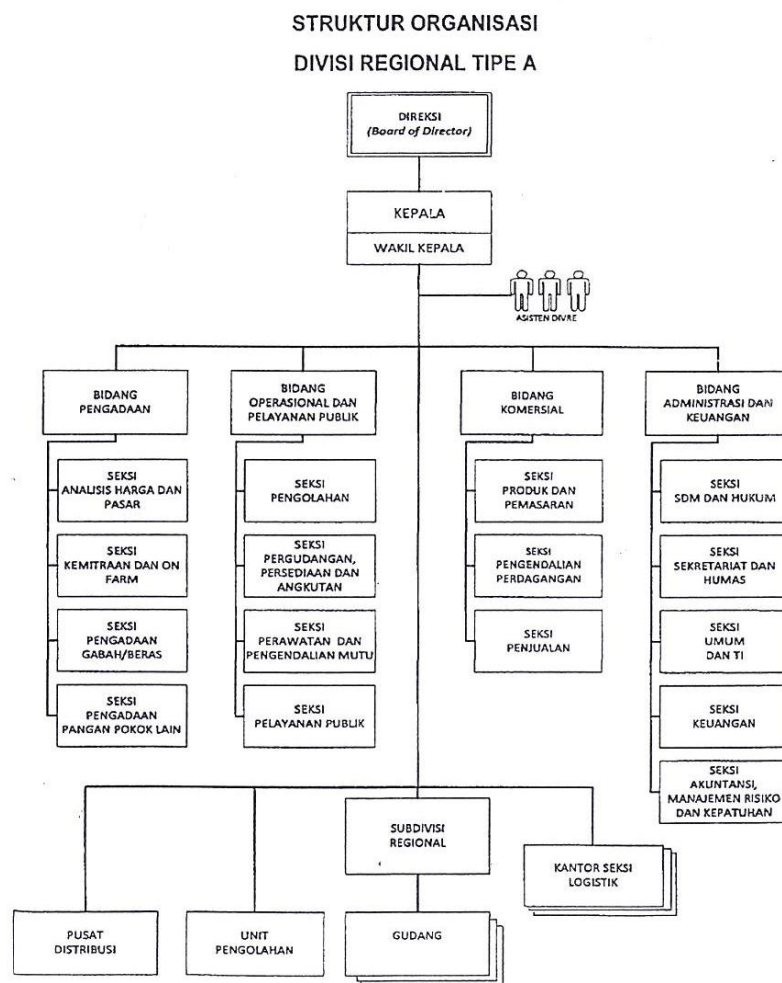 STRUKTUR ORGANISASI
DIVISI REGIONAL TIPE A
DIREKSI
(Board of Director)
KEPALA
WAKIL KEPALA
ASISTEN DIVRE
BIDANG
PENGADAAN
SEKSI
ANALISIS HARGA DAN
PASAR
SEKSI
KEMITRAAN DAN ON
FARM
SEKSI
PENGADAAN
GABAH/BERAS
SEKSI
PENGADAAN
PANGAN POKOK LAIN
BIDANG
OPERASIONAL DAN
PELAYANAN PUBLIK
SEKSI
PENGOLAHAN
SEKSI
PERGUDANGAN,
PERSEDIAAN DAN
ANGKUTAN
SEKSI
PERAWATAN DAN
PENGENDALIAN MUTU
SEKSI
PELAYANAN PUBLIK
BIDANG
KOMERSIAL
SEKSI
PRODUK DAN
PEMASARAN
SEKSI
PENGENDALIAN
PERDAGANGAN
SEKSI
PENJUALAN
BIDANG
ADMINISTRASI DAN
KEUANGAN
SEKSI
SDM DAN HUKUM
SEKSI
SEKRETARIAT DAN
HUMAS
SEKSI
UMUM
DAN TI
SEKSI
KEUANGAN
SEKSI
AKUNTANSI,
MANAJEMEN RISIKO
DAN KEPATUHAN
SUBDIVISI
REGIONAL
KANTOR SEKSI
LOGISTIK
PUSAT
DISTRIBUSI
UNIT
PENGOLAHAN
GUDANG